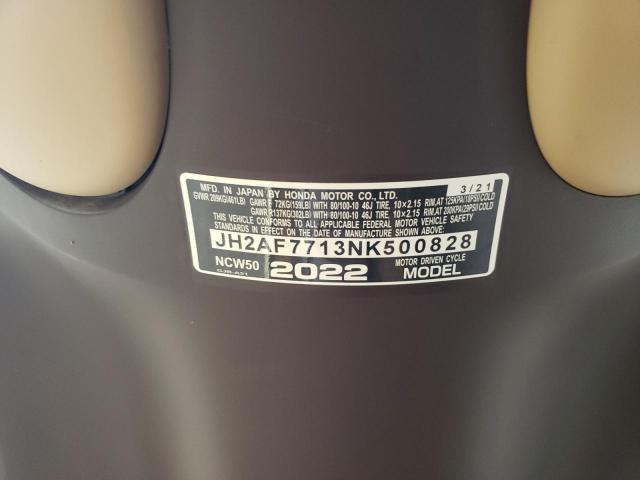 MFD. IN JAPAN BY HONDA MOTOR CO., LTD. 3/21
GVWR 209KG(461LB) GAWR F 72KG(159LB) WITH 80/100-10 46J TIRE, 10×2.15 RIM, AT 125KPA(18PSI)COLD
GAWR R137KG(302LB) WITH 80/100-10 46J TIRE, 10×2.15 RIM, AT 200KPA(29PSI)COLD
THIS VEHICLE CONFORMS TO ALL APPLICABLE FEDERAL MOTOR VEHICLE SAFETY
STANDARDS IN EFFECT ON THE DATE OF MANUFACTURE SHOWN ABOVE:
JH2AF7713NK500828
NCW50 2022 MOTOR DRIVEN CYCLE
MODEL